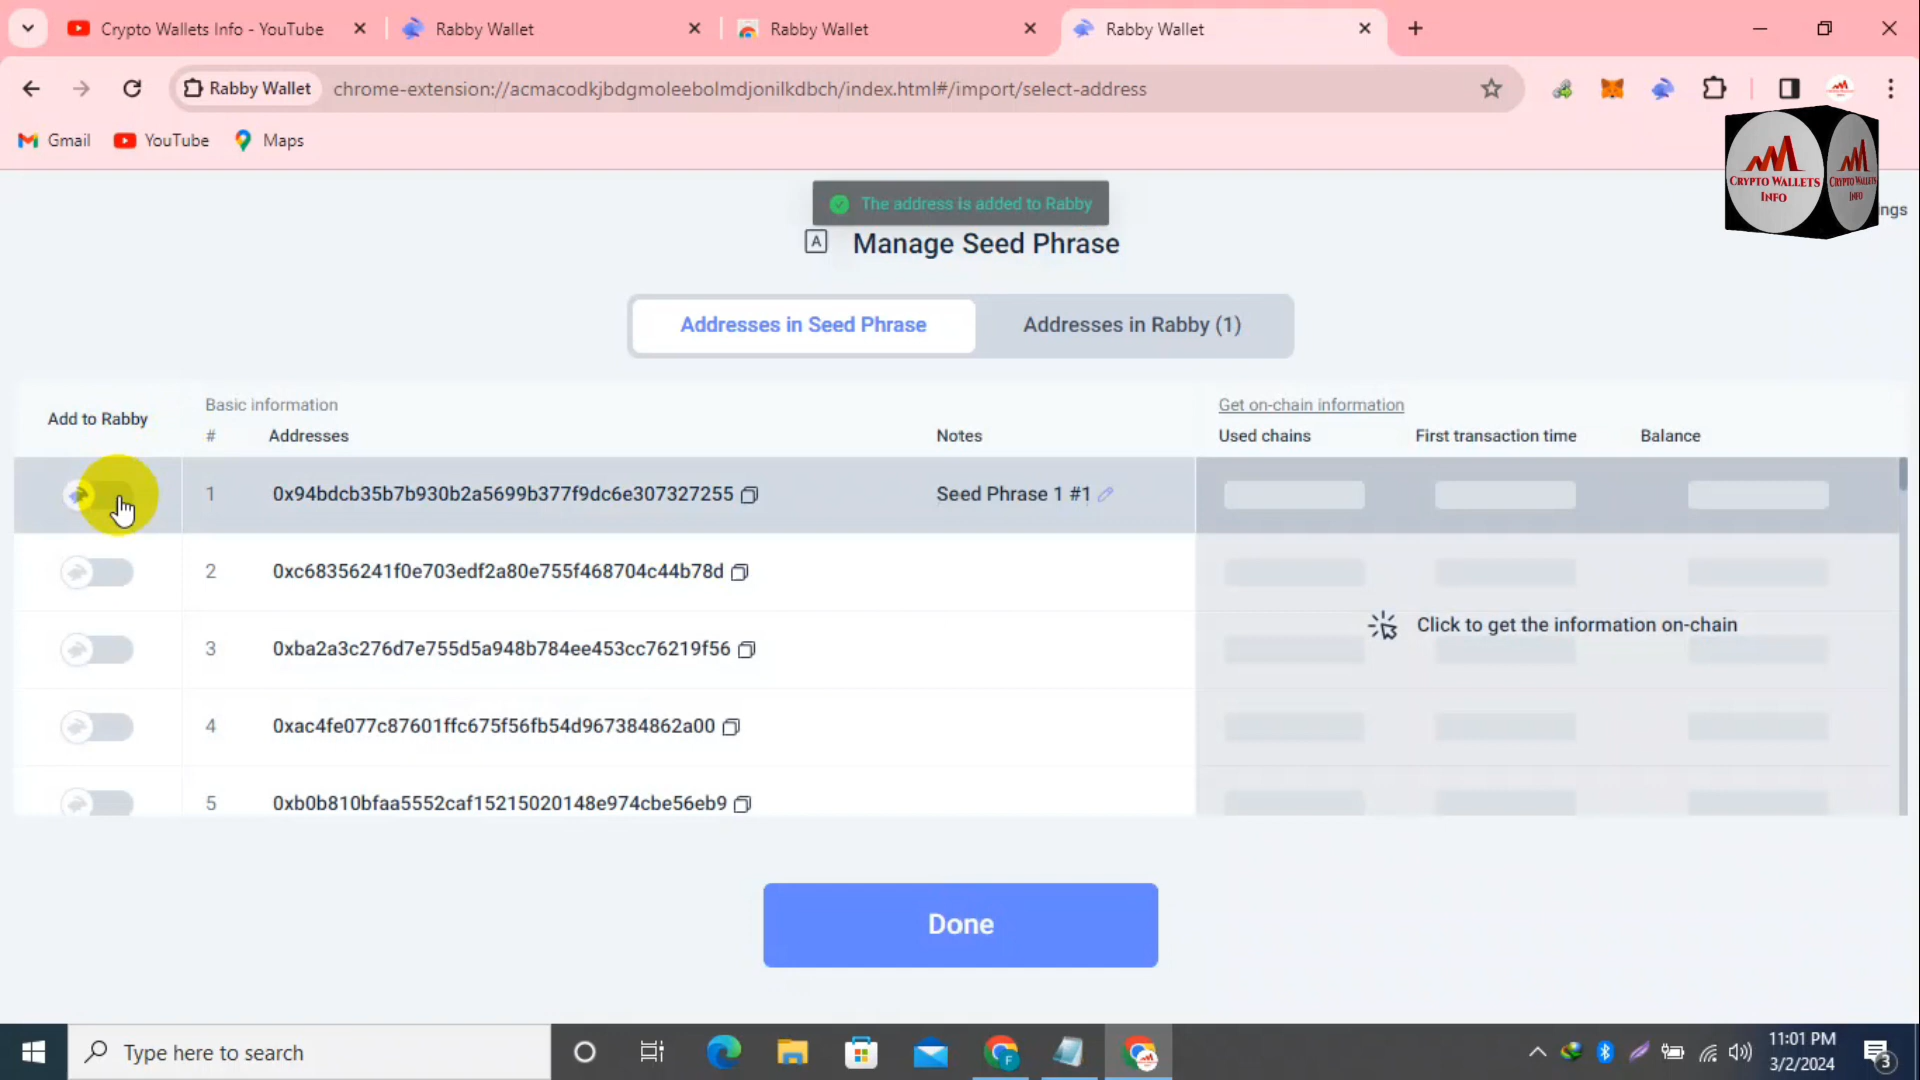 Crypto Wallets Info - YouTube
Rabby Wallet
Rabby Wallet
Rabby Wallet
Rabby Wallet
chrome-extension://acmacodkjbdgmoleebolmdjonilkdbch/index.html#/import/select-address
Gmail
YouTube
Maps
CRYPTO WALLETS
INFO
CRYPTO WALLETS
INFO
ngs
The address is added to Rabby
A
Manage Seed Phrase
Addresses in Seed Phrase
Addresses in Rabby (1)
Add to Rabby
Basic information
Get on-chain information
#
Addresses
Notes
Used chains
First transaction time
Balance
1
0x94bdcb35b7b930b2a5699b377f9dc6e307327255
Seed Phrase 1 #1
2
0xc68356241f0e703edf2a80e755f468704c44b78d
3
0xba2a3c276d7e755d5a948b784ee453cc76219f56
Click to get the information on-chain
4
0xac4fe077c87601ffc675f56fb54d967384862a00
5
0xb0b810bfaa5552caf15215020148e974cbe56eb9
Done
Type here to search
F
11:01 PM
3/2/2024
3